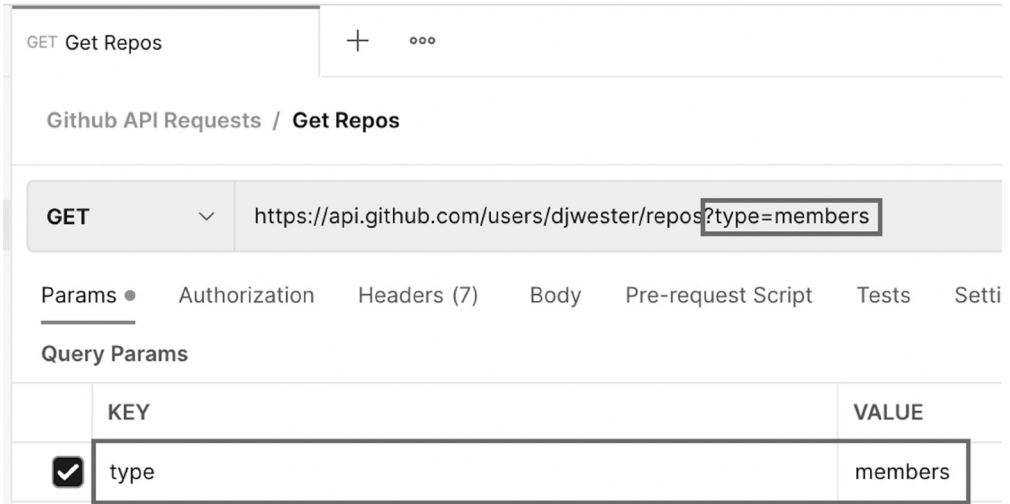 GET Get Repos
Github API Requests / Get Repos
GET https://api.github.com/users/djwester/repos?type=members
Params Authorization Headers (7) Body Pre-request Script Tests Setti
Query Params
KEY VALUE
type members